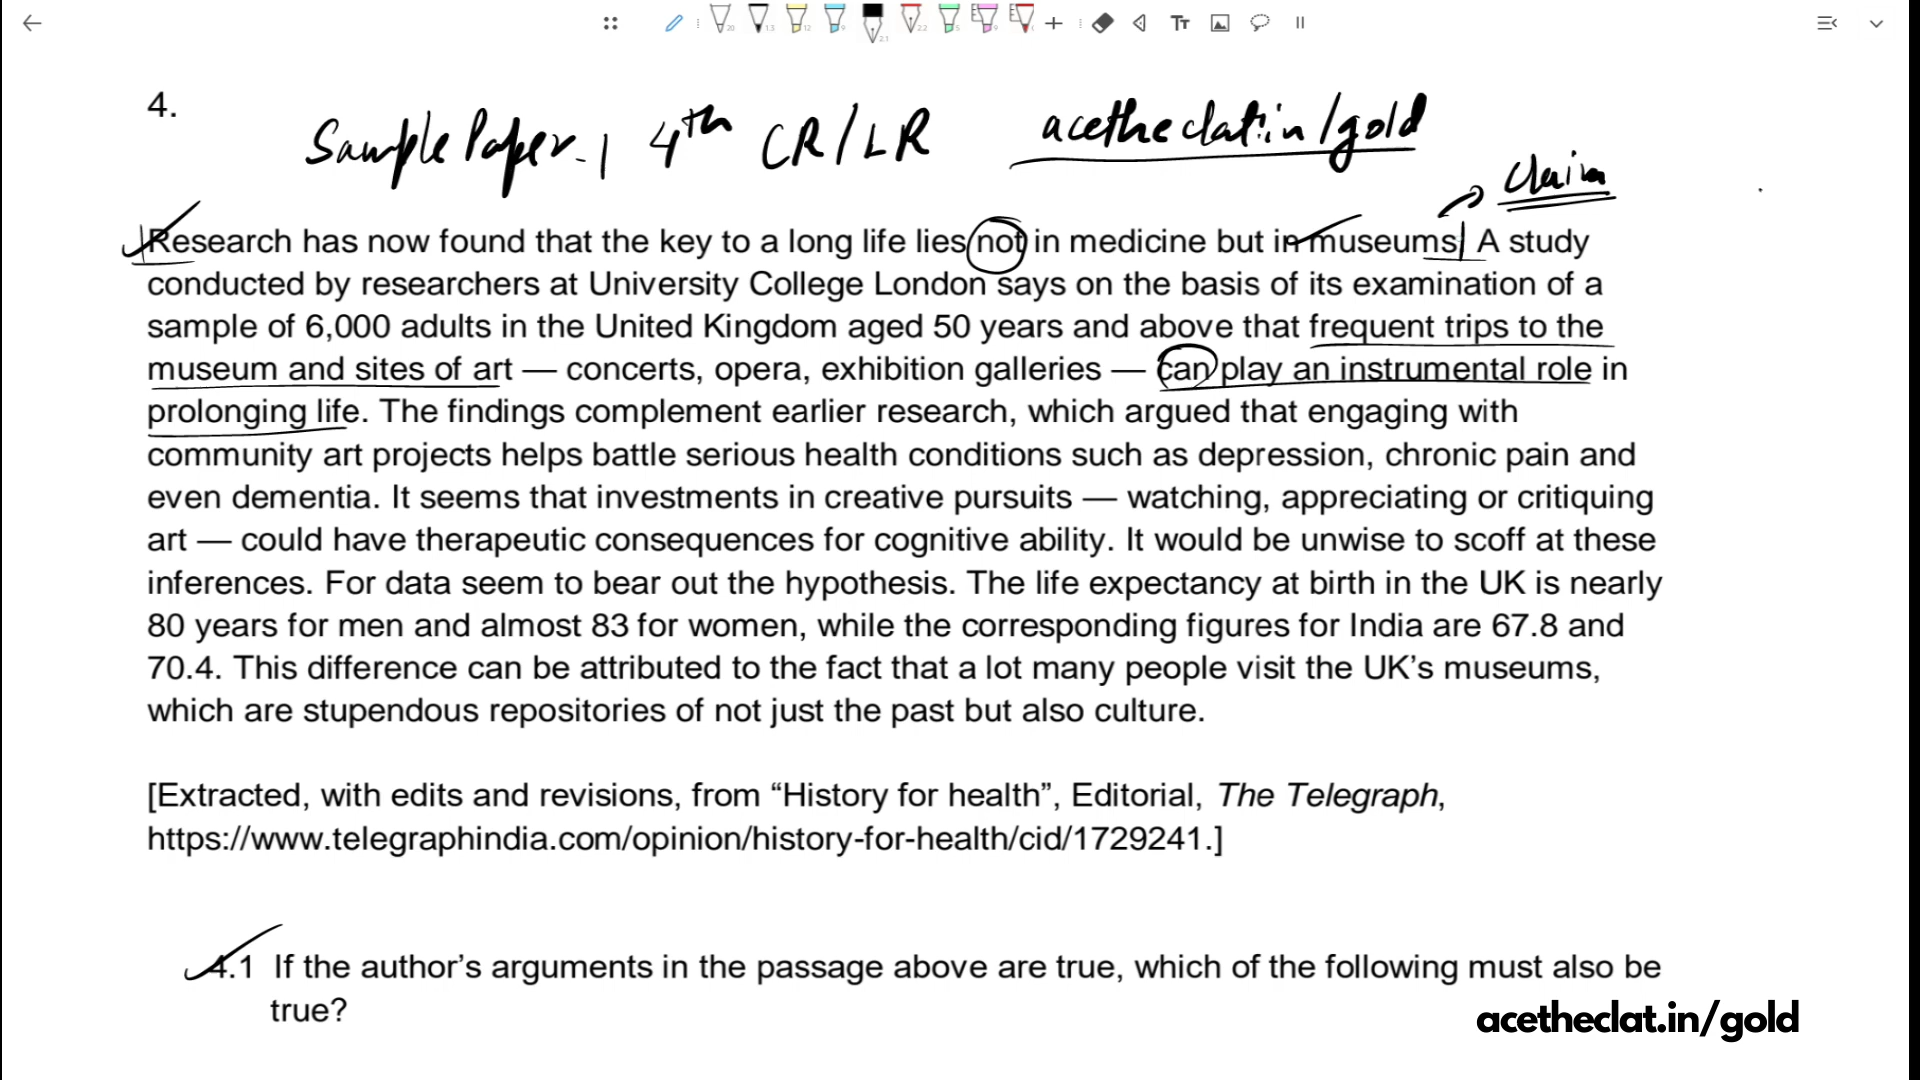 4.
Sample Paper-1 4th CR/LR acetheclat.in/gold
Claim
Research has now found that the key to a long life lies not in medicine but in museums. A study
conducted by researchers at University College London says on the basis of its examination of a
sample of 6,000 adults in the United Kingdom aged 50 years and above that frequent trips to the
museum and sites of art — concerts, opera, exhibition galleries — can play an instrumental role in
prolonging life. The findings complement earlier research, which argued that engaging with
community art projects helps battle serious health conditions such as depression, chronic pain and
even dementia. It seems that investments in creative pursuits — watching, appreciating or critiquing
art — could have therapeutic consequences for cognitive ability. It would be unwise to scoff at these
inferences. For data seem to bear out the hypothesis. The life expectancy at birth in the UK is nearly
80 years for men and almost 83 for women, while the corresponding figures for India are 67.8 and
70.4. This difference can be attributed to the fact that a lot many people visit the UK’s museums,
which are stupendous repositories of not just the past but also culture.
[Extracted, with edits and revisions, from “History for health”, Editorial, The Telegraph,
https://www.telegraphindia.com/opinion/history-for-health/cid/1729241.]
4.1 If the author’s arguments in the passage above are true, which of the following must also be
true?
acetheclat.in/gold